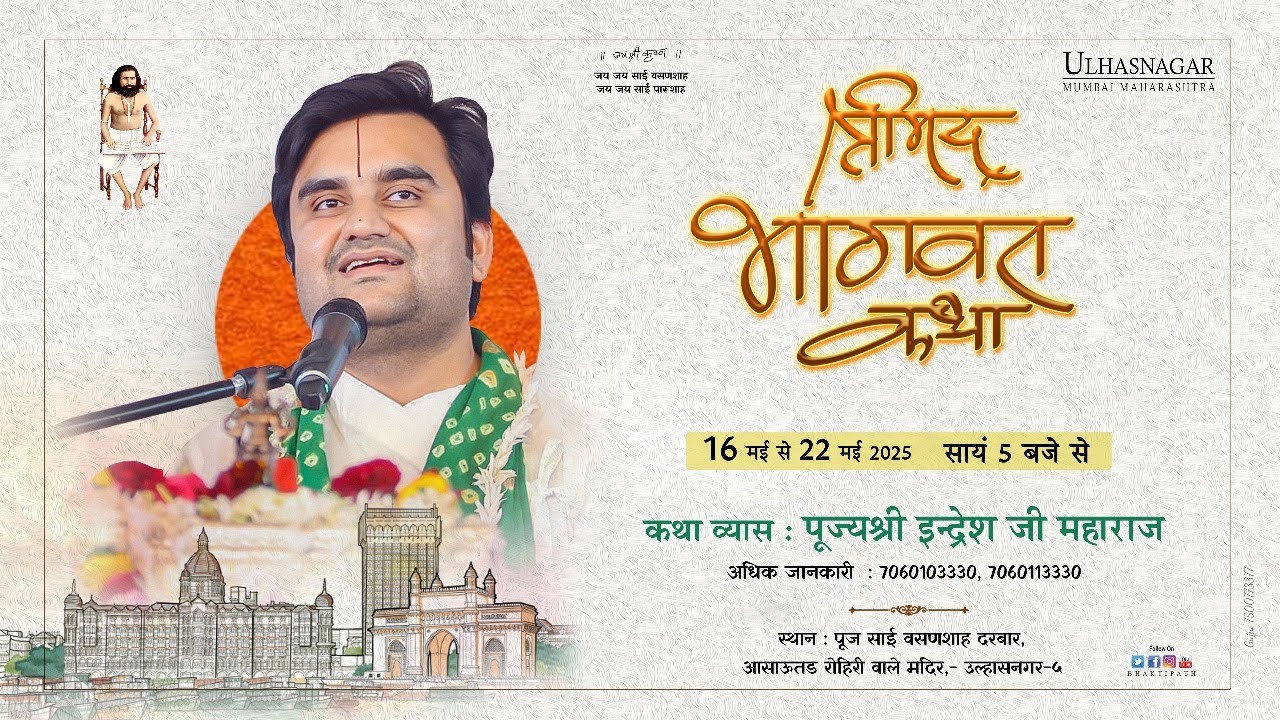 ॥ जय श्री कृष्ण ॥
जय जय साईं वसणशाह
जय जय साईं पारूशाह
ULHASNAGAR
MUMBAI MAHARASHTRA
श्रीमद्
भागवत
कथा
16 मई से 22 मई 2025 सायं 5 बजे से
कथा व्यास : पूज्यश्री इन्द्रेश जी महाराज
अधिक जानकारी : 7060103330, 7060113330
स्थान : पूज साई वसणशाह दरबार,
आसाऊतड रोहिरी वाले मंदिर,- उल्हासनगर-५
Follow On
BHAKTIPATH